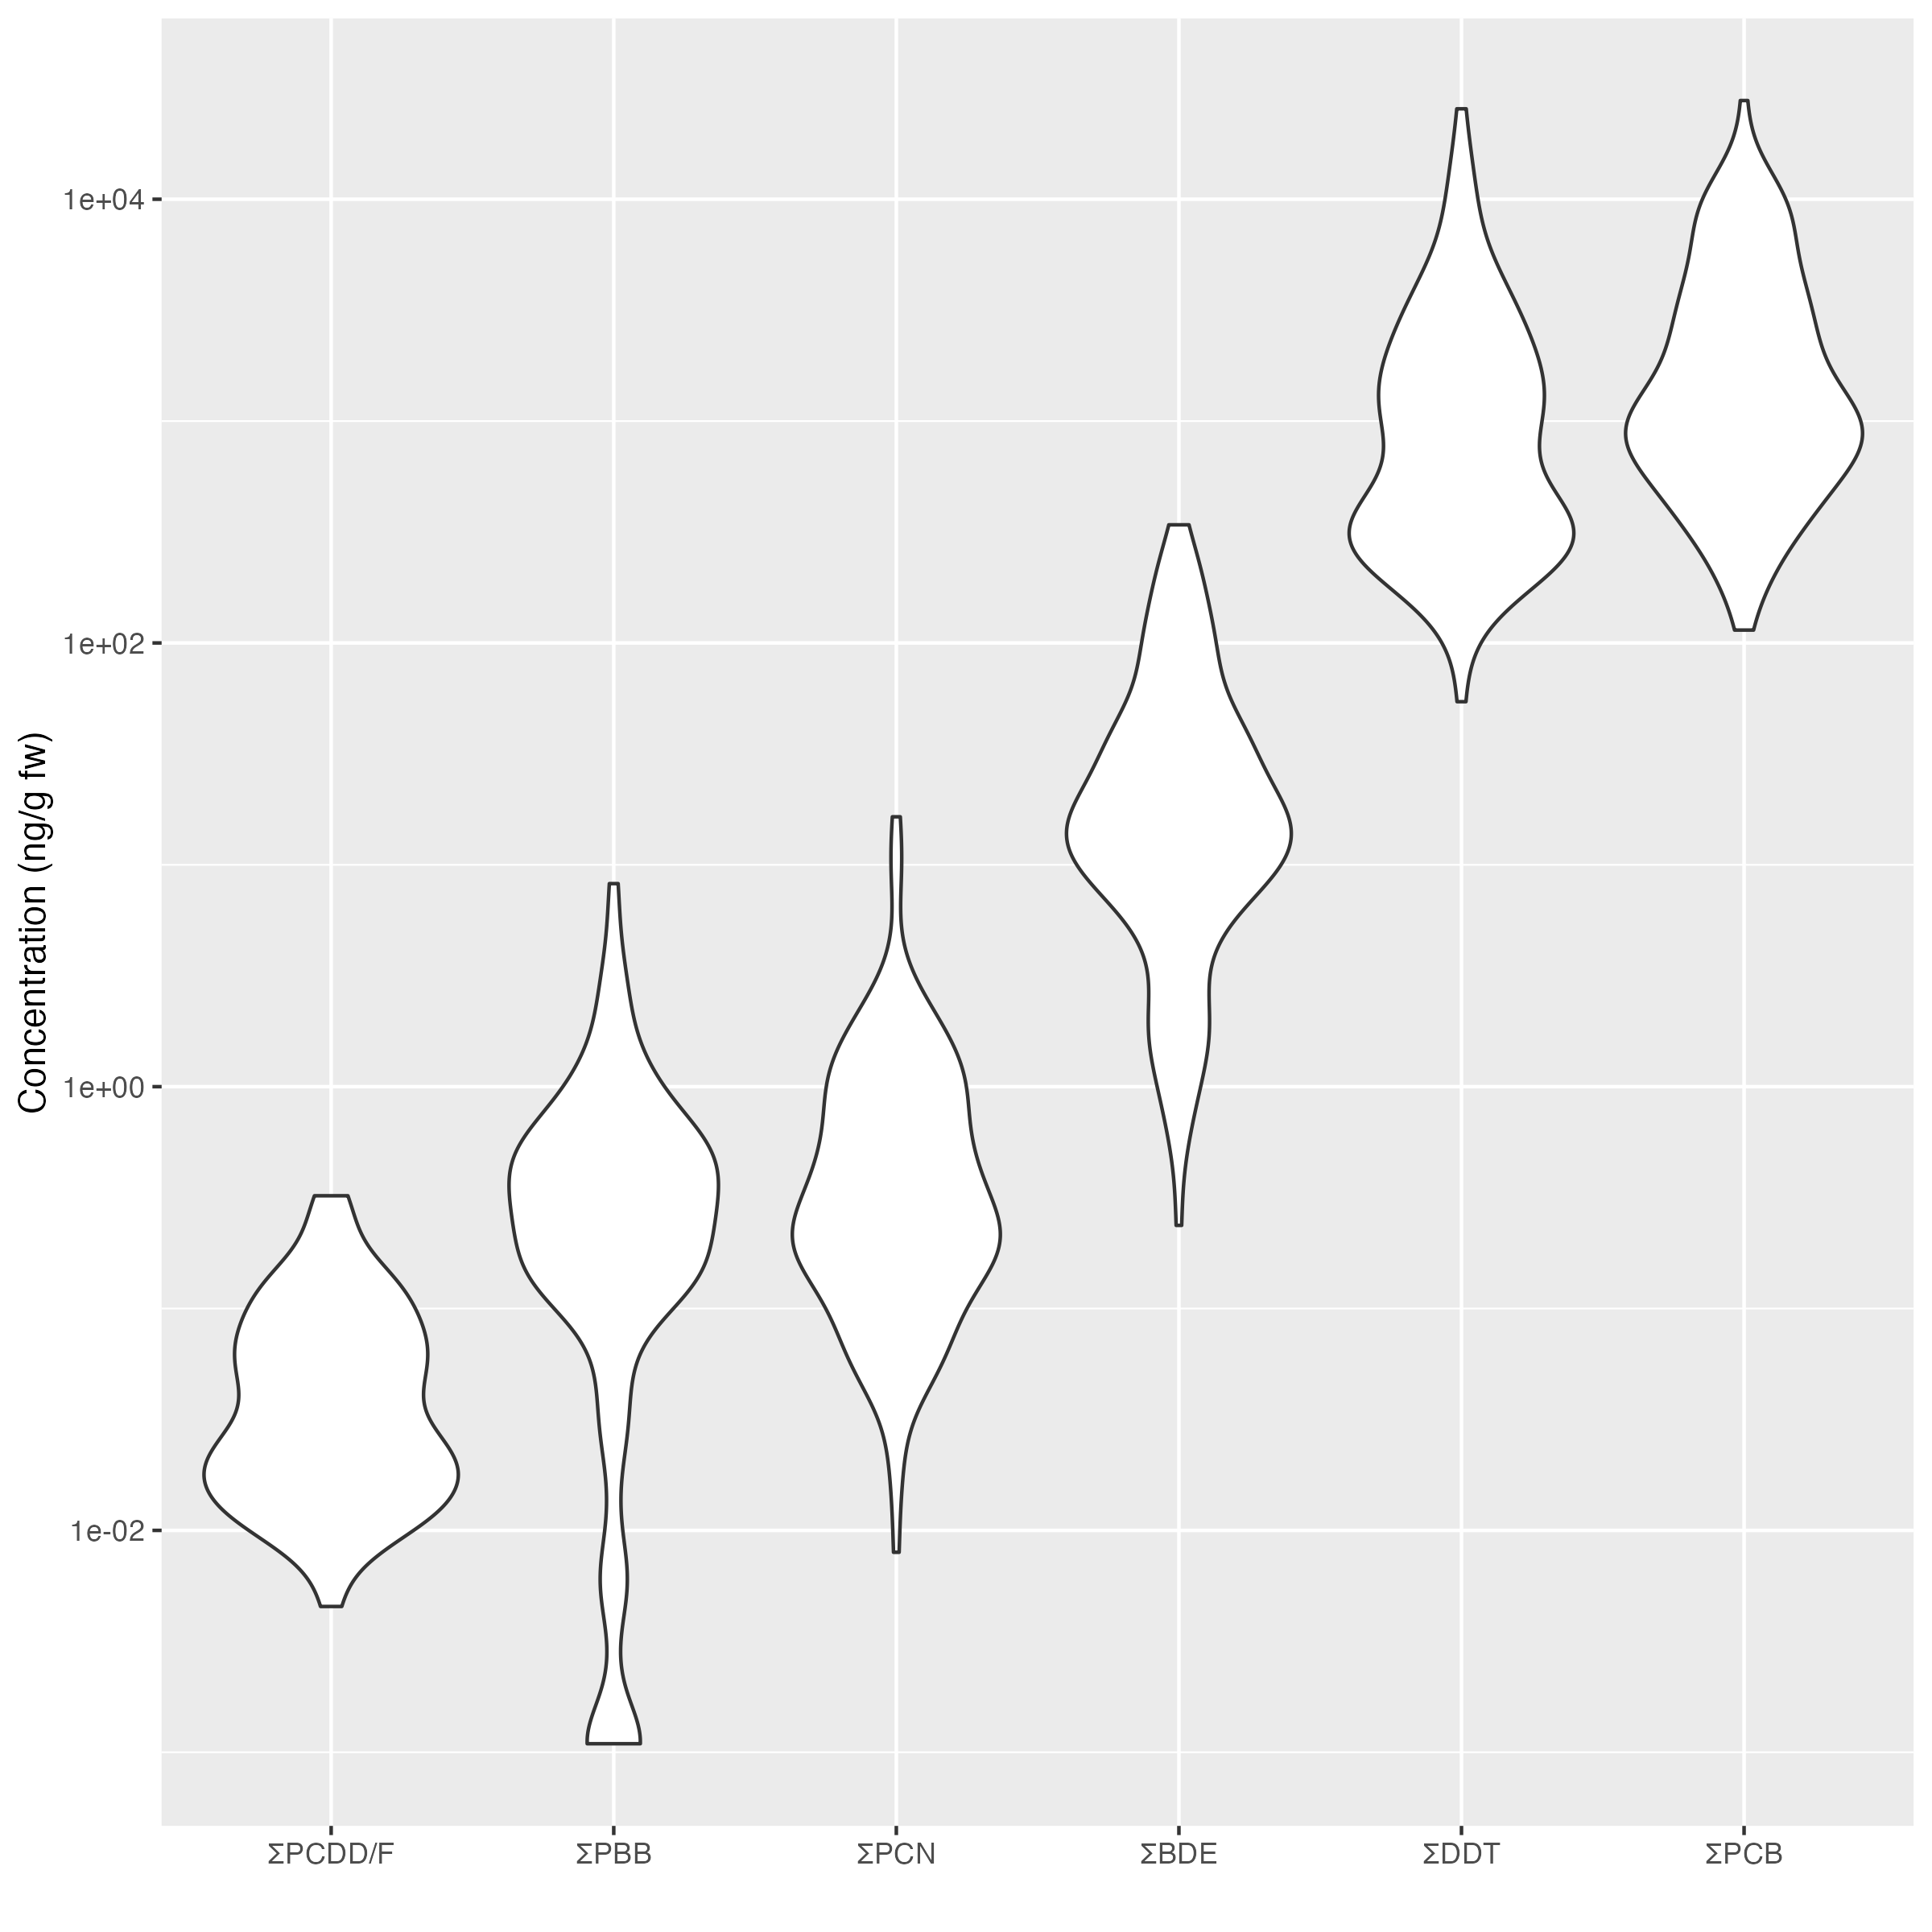 Concentration (ng/g fw)
1e+04
1e+02
1e+00
1e-02
ΣPCDD/F ΣPBB ΣPCN ΣBDE ΣDDT ΣPCB